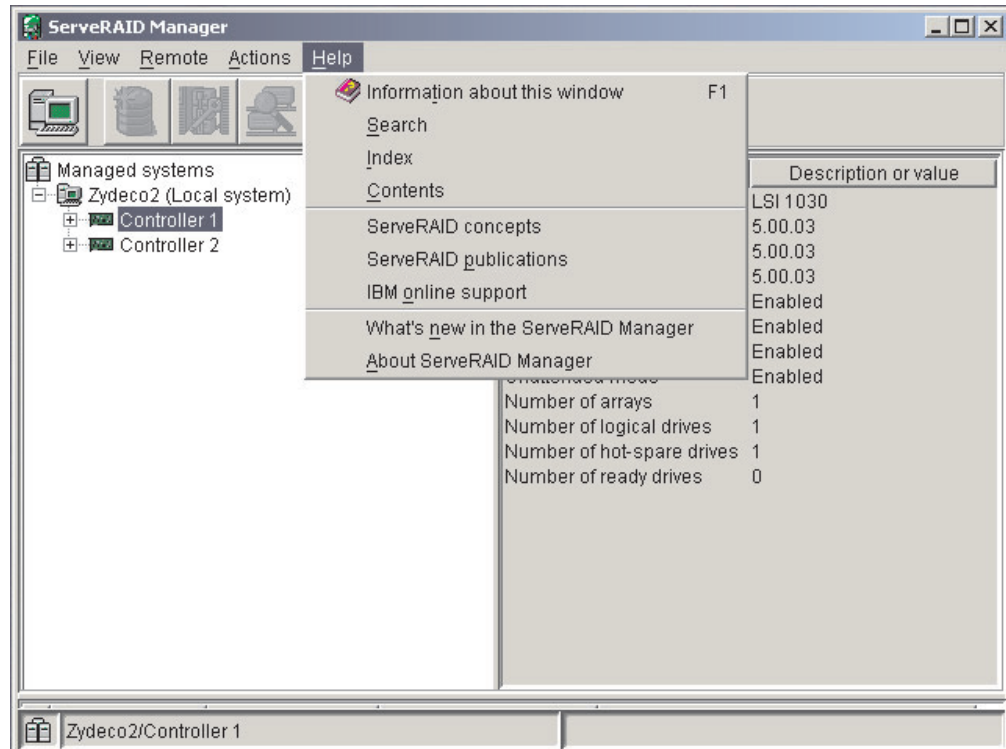 ServeRAID Manager
File View Remote Actions Help
Information about this window F1
Search
Index
Contents
ServeRAID concepts
ServeRAID publications
IBM online support
What's new in the ServeRAID Manager
About ServeRAID Manager
Managed systems
Zydeco2 (Local system)
Controller 1
Controller 2
Description or value
LSI 1030
5.00.03
5.00.03
5.00.03
Enabled
Enabled
Enabled
Enabled
Number of arrays 1
Number of logical drives 1
Number of hot-spare drives 1
Number of ready drives 0
Zydeco2/Controller 1